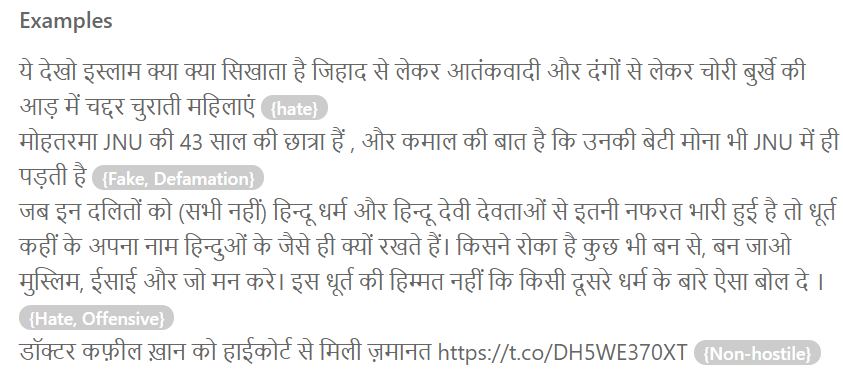 Examples
ये देखो इस्लाम क्या क्या सिखाता है जिहाद से लेकर आतंकवादी और दंगों से लेकर चोरी बुर्खे की
आड़ में चद्दर चुराती महिलाएं {hate}
मोहतरमा JNU की 43 साल की छात्रा हैं , और कमाल की बात है कि उनकी बेटी मोना भी JNU में ही
पड़ती है {Fake, Defamation}
जब इन दलितों को (सभी नहीं) हिन्दू धर्म और हिन्दू देवी देवताओं से इतनी नफरत भारी हुई है तो धूर्त
कहीं के अपना नाम हिन्दुओं के जैसे ही क्यों रखते हैं। किसने रोका है कुछ भी बन से, बन जाओ
मुस्लिम, ईसाई और जो मन करे। इस धूर्त की हिम्मत नहीं कि किसी दूसरे धर्म के बारे ऐसा बोल दे ।
{Hate, Offensive}
डॉक्टर कफ़ील ख़ान को हाईकोर्ट से मिली ज़मानत https://t.co/DH5WE370XT {Non-hostile}